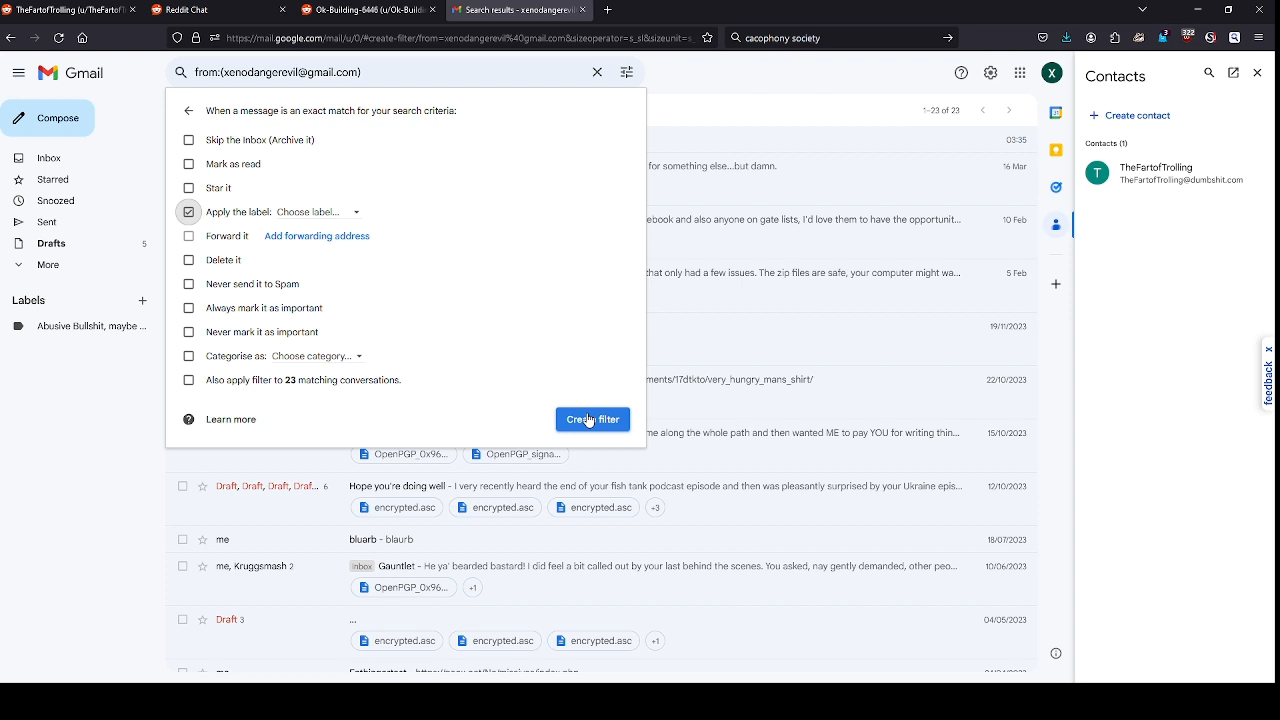 TheFartofTrolling (u/TheFartofT
Reddit Chat
Ok-Building-6446 (u/Ok-Buildi
Search results - xenodangerevil
https://mail.google.com/mail/u/0/#create-filter/from=xenodangerevil%40gmail.com&sizeoperator=s_sl&sizeunit=s_
cacophony society
3
322
Gmail
from:(xenodangerevil@gmail.com)
X
Contacts
Compose
When a message is an exact match for your search criteria:
1–23 of 23
Create contact
Skip the Inbox (Archive it)
03:35
Contacts (1)
Inbox
Mark as read
for something else...but damn.
16 Mar
T
TheFartofTrolling
TheFartofTrolling@dumbshit.com
Starred
Star it
Snoozed
Apply the label: Choose label...
ebook and also anyone on gate lists, I'd love them to have the opportunit...
10 Feb
Sent
Forward it Add forwarding address
Drafts 5
Delete it
More
that only had a few issues. The zip files are safe, your computer might wa...
5 Feb
Never send it to Spam
Labels
Always mark it as important
Abusive Bullshit, maybe ...
Never mark it as important
19/11/2023
Categorise as: Choose category...
Also apply filter to 23 matching conversations.
ments/17dtkto/very_hungry_mans_shirt/
22/10/2023
feedback x
Learn more
Create filter
me along the whole path and then wanted ME to pay YOU for writing thin...
15/10/2023
OpenPGP_0x96...
OpenPGP_signa...
Draft, Draft, Draft, Draf... 6
Hope you're doing well - I very recently heard the end of your fish tank podcast episode and then was pleasantly surprised by your Ukraine epis...
12/10/2023
encrypted.asc
encrypted.asc
encrypted.asc
+3
me
bluarb - blaurb
18/07/2023
me, Kruggsmash 2
Inbox Gauntlet - He ya' bearded bastard! I did feel a bit called out by your last behind the scenes. You asked, nay gently demanded, other peo...
10/06/2023
OpenPGP_0x96...
+1
Draft 3
...
04/05/2023
encrypted.asc
encrypted.asc
encrypted.asc
+1